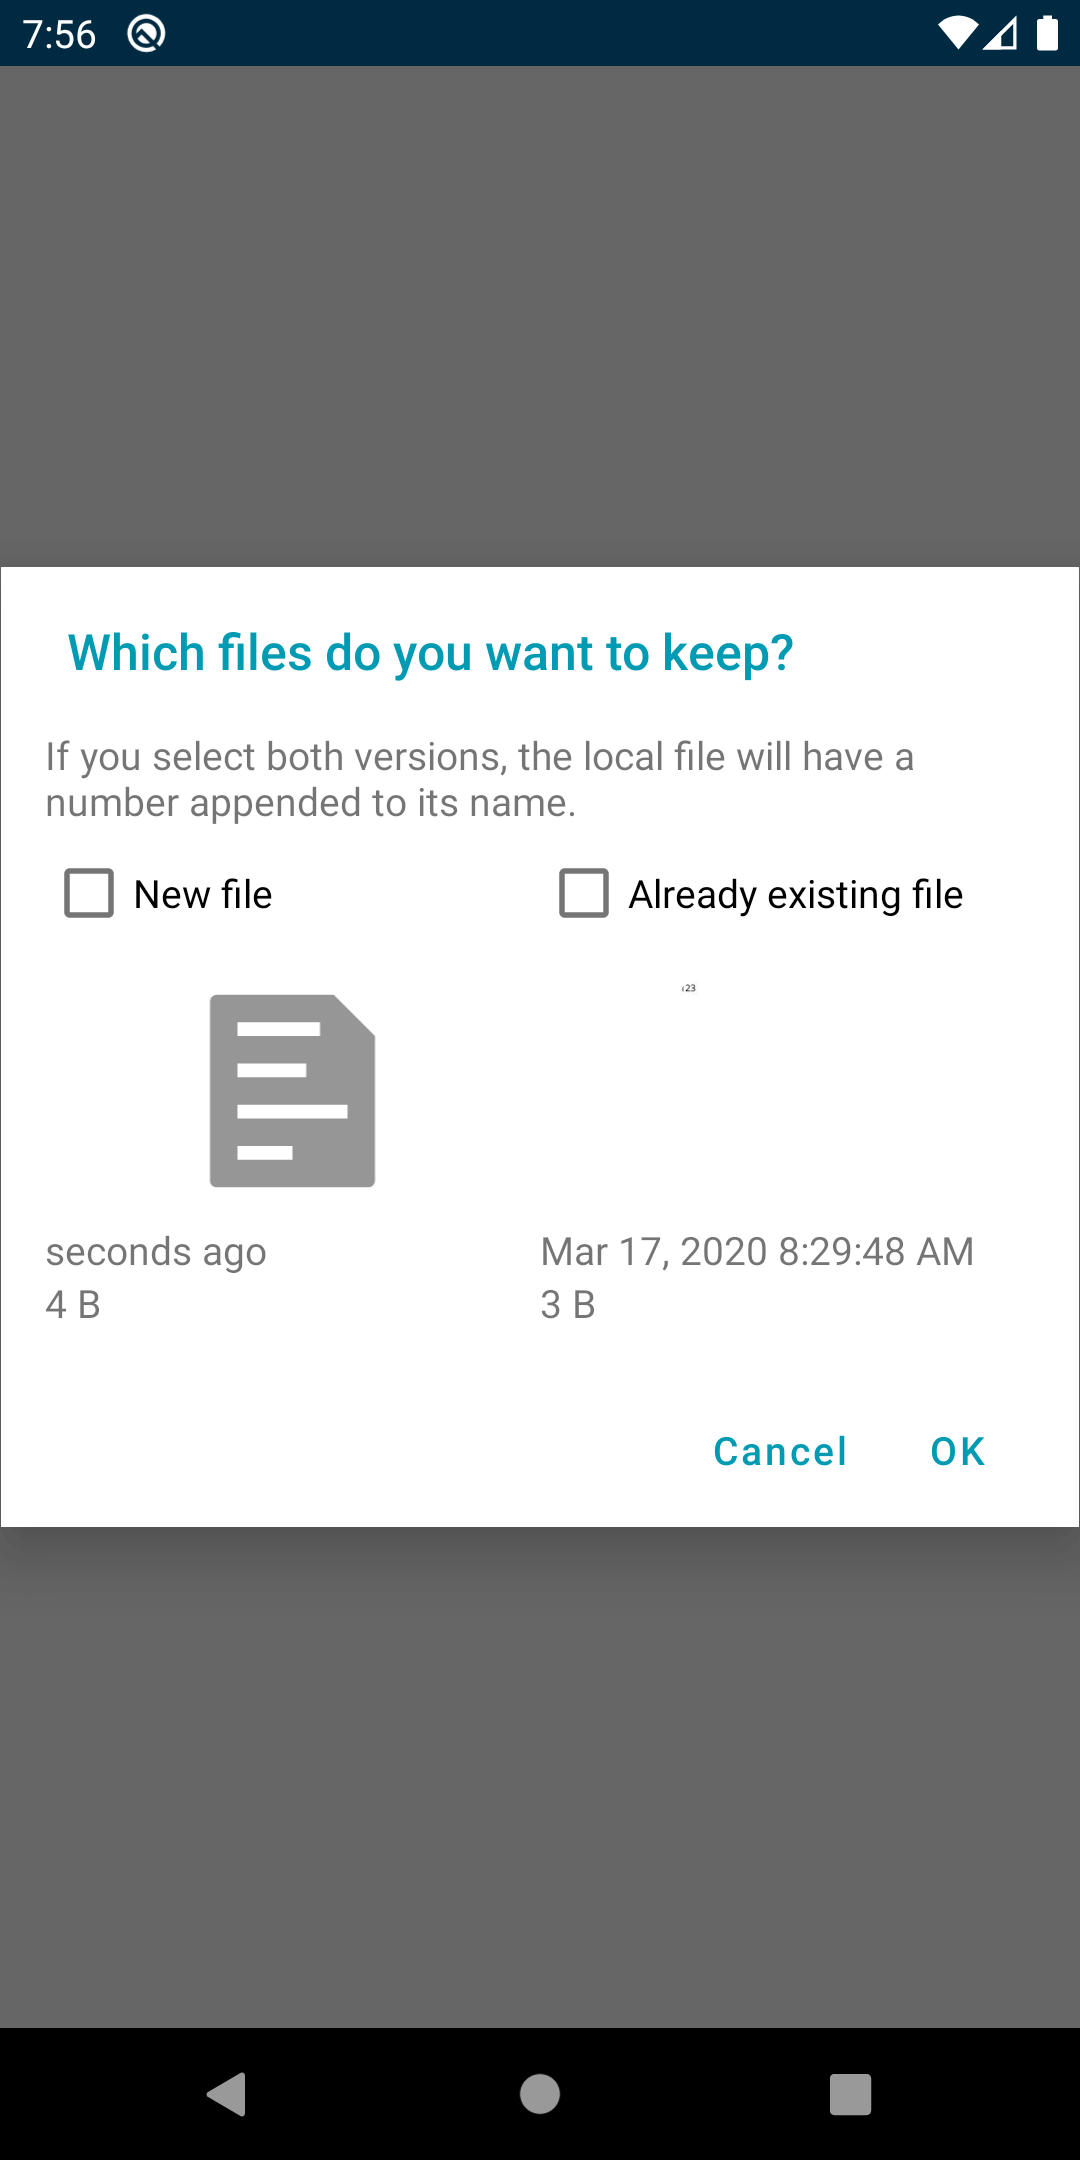 7:56
Which files do you want to keep?
If you select both versions, the local file will have a
number appended to its name.
New file
Already existing file
23
seconds ago
Mar 17, 2020 8:29:48 AM
4 B
3 B
Cancel
OK